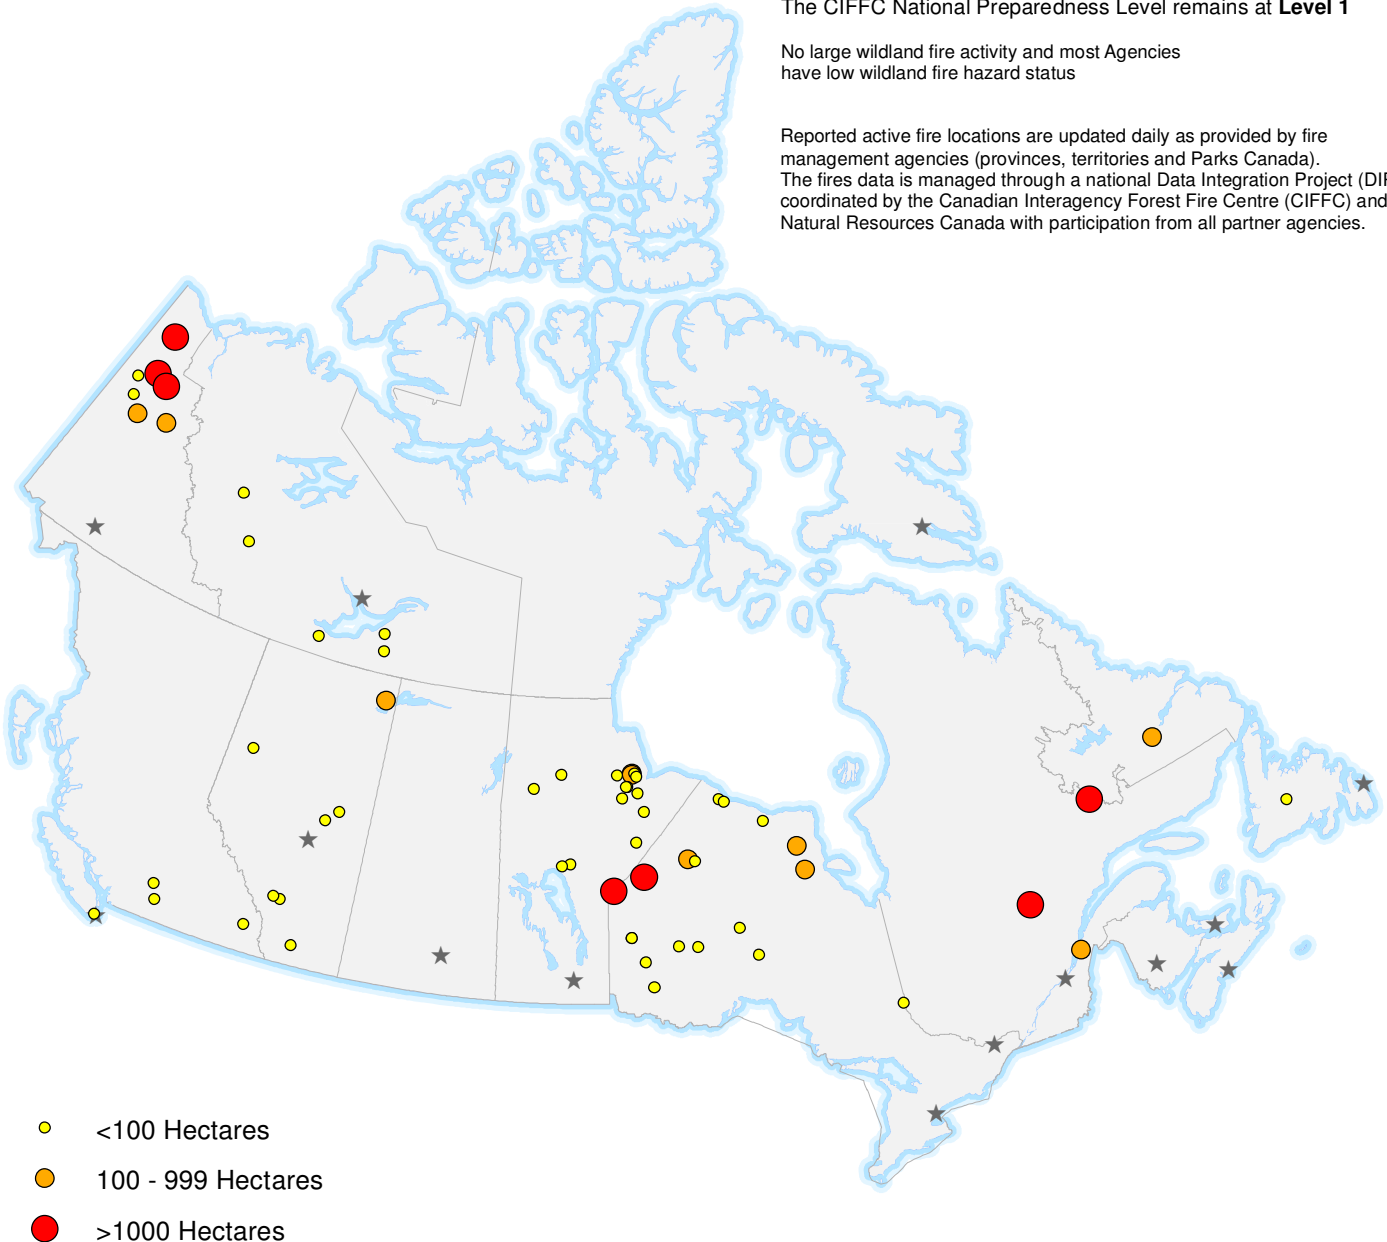 The CIFFC National Preparedness Level remains at Level 1
No large wildland fire activity and most Agencies
have low wildland fire hazard status
Reported active fire locations are updated daily as provided by fire
management agencies (provinces, territories and Parks Canada).
The fires data is managed through a national Data Integration Project (DIF
coordinated by the Canadian Interagency Forest Fire Centre (CIFFC) and
Natural Resources Canada with participation from all partner agencies.
<100 Hectares
100 - 999 Hectares
>1000 Hectares